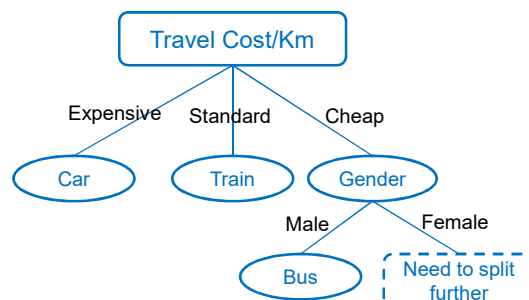 Travel Cost/Km
Expensive
Standard
Cheap
Car
Train
Gender
Male
Female
Bus
Need to split
further